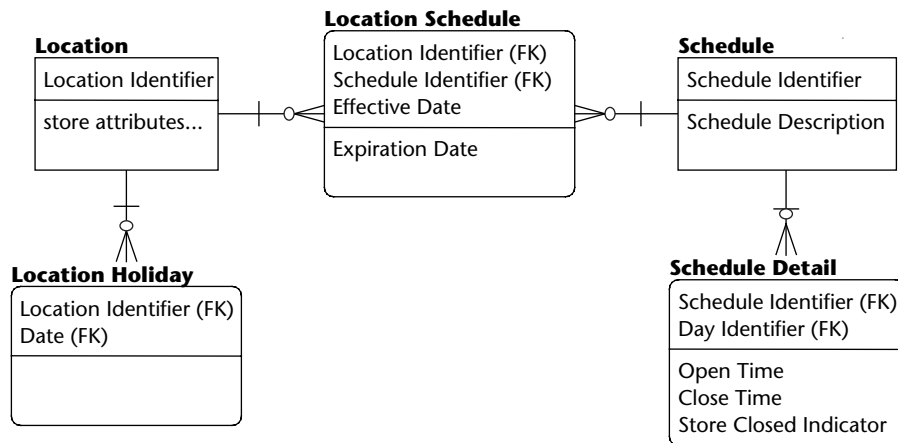 Location
Location Identifier
store attributes...
Location Schedule
Location Identifier (FK)
Schedule Identifier (FK)
Effective Date
Expiration Date
Schedule
Schedule Identifier
Schedule Description
Location Holiday
Location Identifier (FK)
Date (FK)
Schedule Detail
Schedule Identifier (FK)
Day Identifier (FK)
Open Time
Close Time
Store Closed Indicator